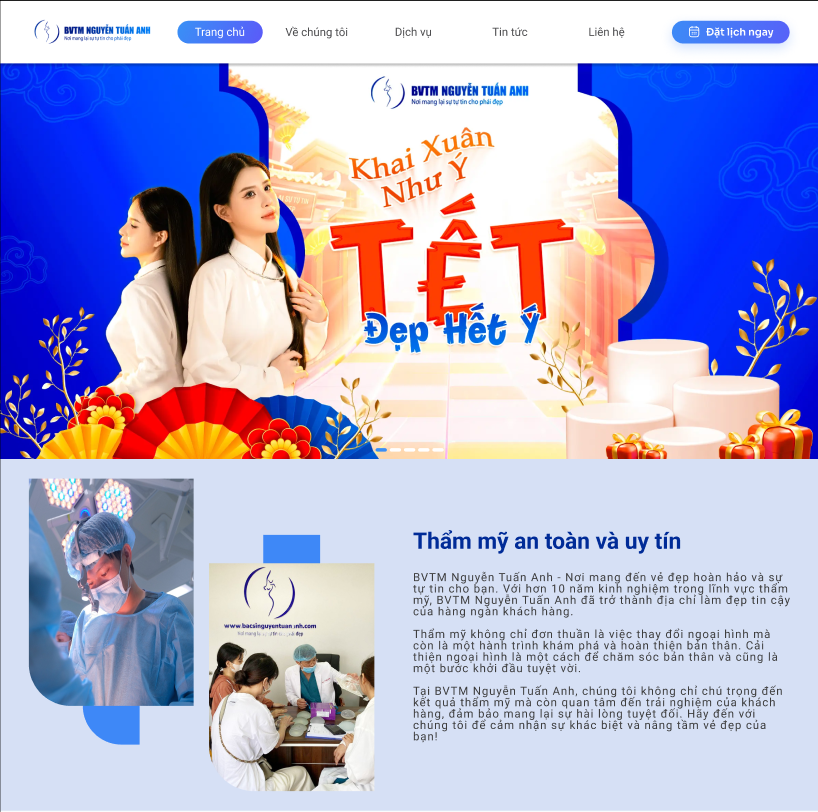 BVTM NGUYỄN TUẤN ANH
Nơi mang lại sự tự tin cho phái đẹp
Trang chủ
Về chúng tôi
Dịch vụ
Tin tức
Liên hệ
Đặt lịch ngay
BVTM NGUYỄN TUẤN ANH
Nơi mang lại sự tự tin cho phái đẹp
Khai Xuân
Như Ý
TẾT
Đẹp Hết Ý
www.bacsinguyentuananh.com
Thẩm mỹ an toàn và uy tín
BVTM Nguyễn Tuấn Anh - Nơi mang đến vẻ đẹp hoàn hảo và sự
tự tin cho bạn. Với hơn 10 năm kinh nghiệm trong lĩnh vực thẩm
mỹ, BVTM Nguyễn Tuấn Anh đã trở thành địa chỉ làm đẹp tin cậy
của hàng ngàn khách hàng.
Thẩm mỹ không chỉ đơn thuần là việc thay đổi ngoại hình mà
còn là một hành trình khám phá và hoàn thiện bản thân. Cải
thiện ngoại hình là một cách để chăm sóc bản thân và cũng là
một bước khởi đầu tuyệt vời.
Tại BVTM Nguyễn Tuấn Anh, chúng tôi không chỉ chú trọng đến
kết quả thẩm mỹ mà còn quan tâm đến trải nghiệm của khách
hàng, đảm bảo mang lại sự hài lòng tuyệt đối. Hãy đến với
chúng tôi để cảm nhận sự khác biệt và nâng tầm vẻ đẹp của
bạn!